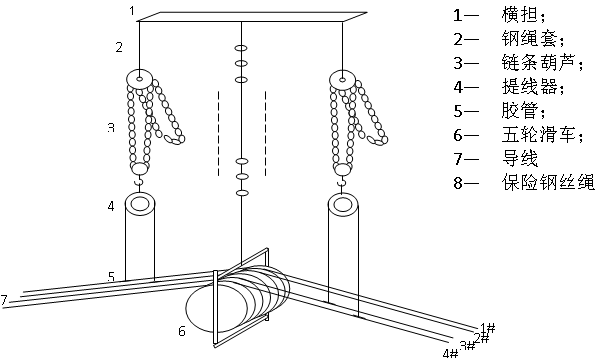 1
1— 横担；
2
2— 钢绳套；
3— 链条葫芦；
4— 提线器；
3
5— 胶管；
6— 五轮滑车；
7— 导线
8— 保险钢丝绳
4
5
7
6
1#
2#
3#
4#